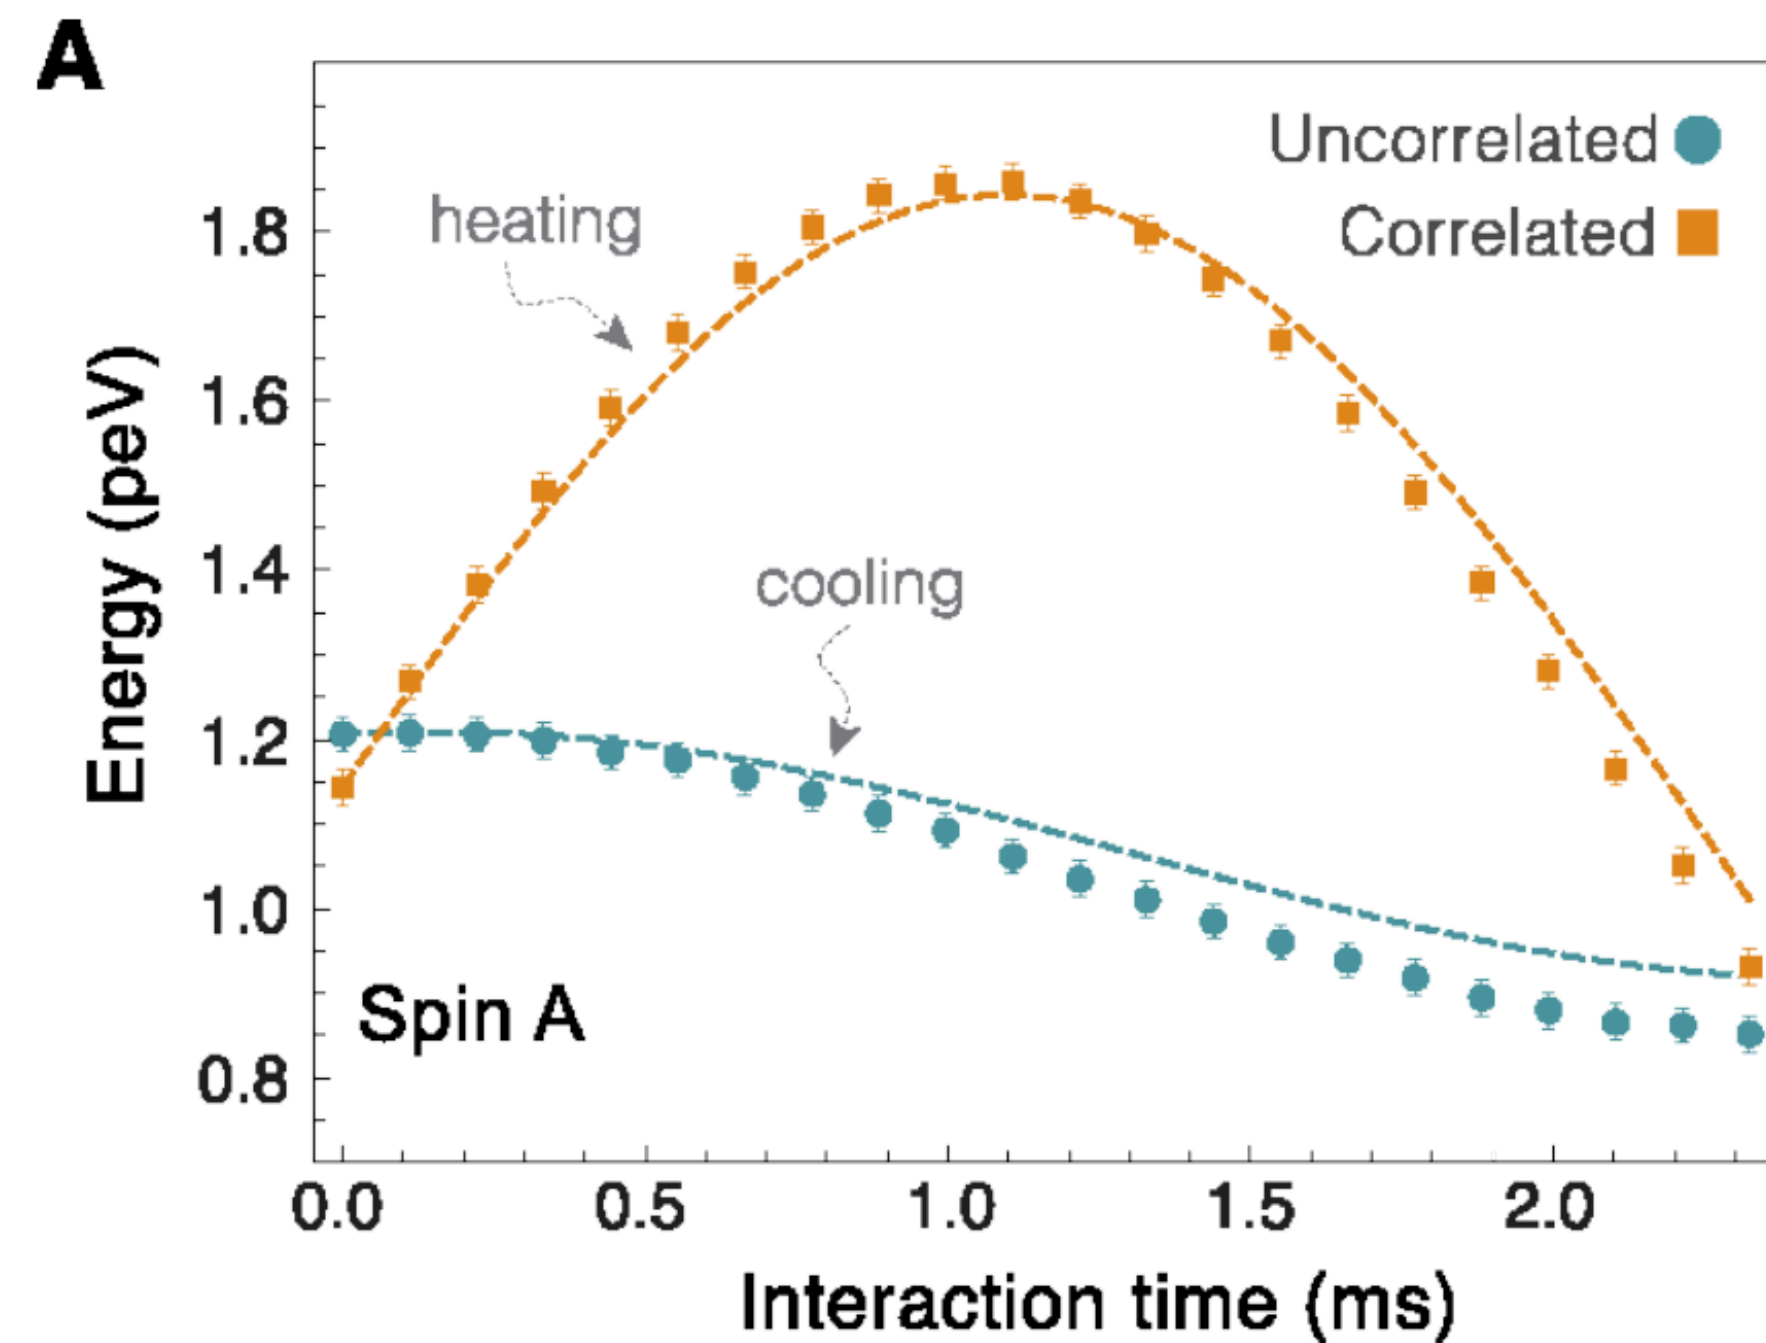 A
Uncorrelated
Correlated
heating
cooling
Spin A
Energy (peV)
1.8
1.6
1.4
1.2
1.0
0.8
0.0 0.5 1.0 1.5 2.0
Interaction time (ms)